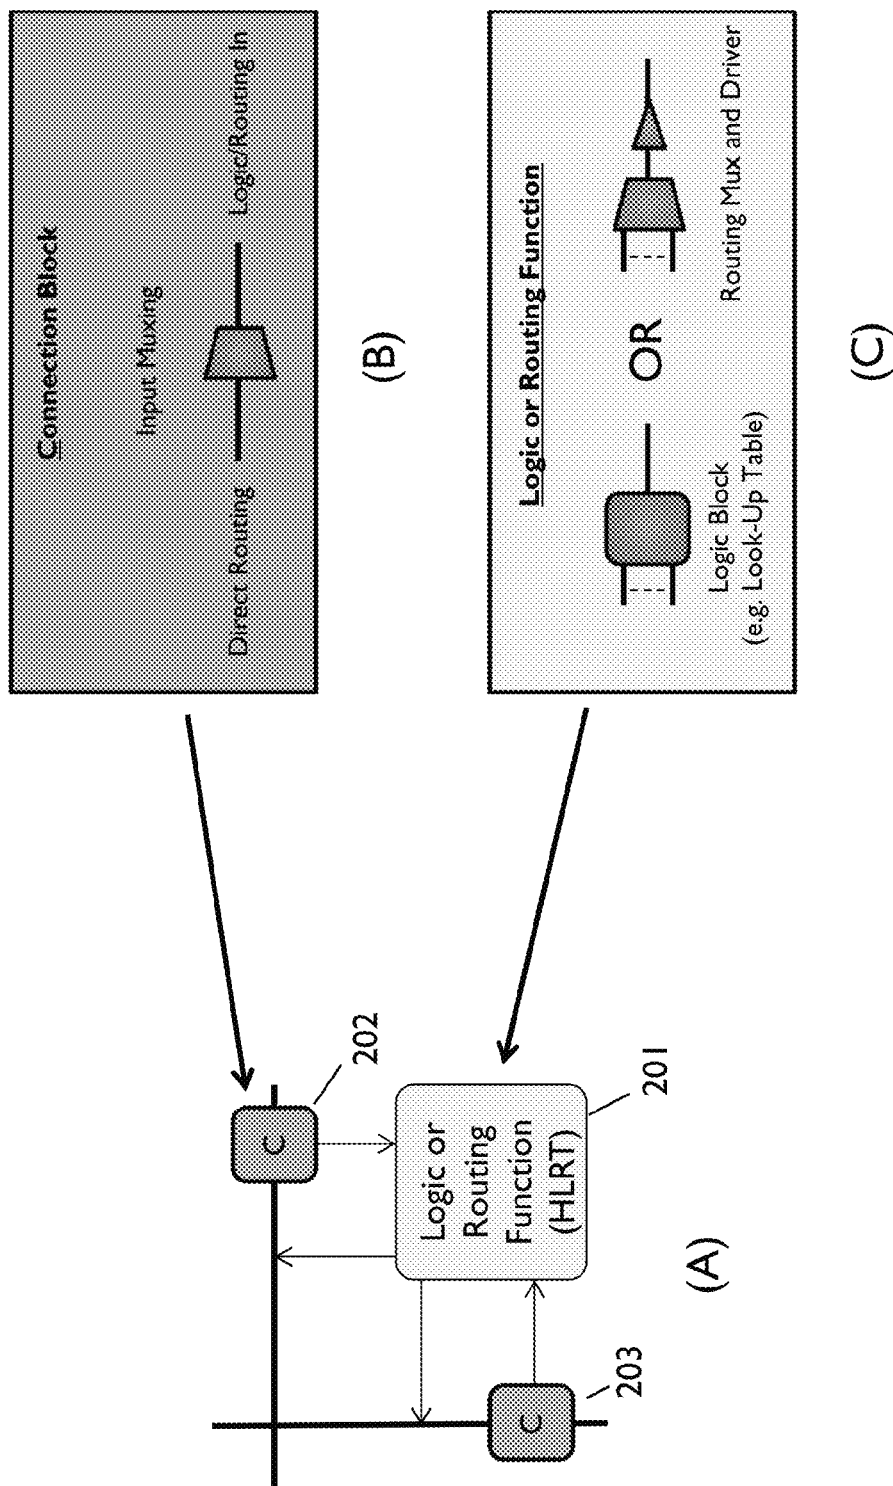 C
202
Logic or
Routing
Function
(HLRT)
201
C
203
(A)
Connection Block
Input Muxing
Direct Routing
Logic/Routing In
(B)
Logic or Routing Function
OR
Logic Block
(e.g. Look-Up Table)
Routing Mux and Driver
(C)